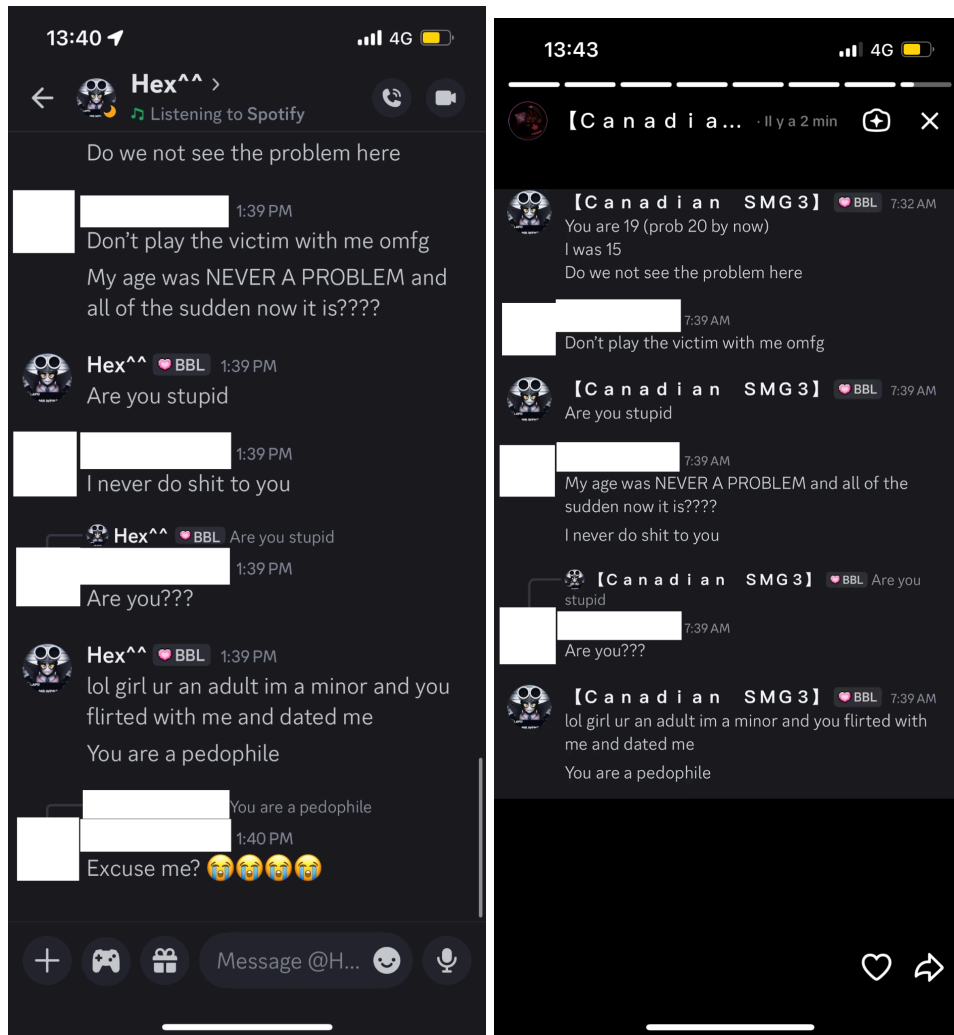 13:40
4G
Hex^^ >
Listening to Spotify
Do we not see the problem here
1:39 PM
Don’t play the victim with me omfg
My age was NEVER A PROBLEM and
all of the sudden now it is????
Hex^^ BBL 1:39 PM
Are you stupid
1:39 PM
I never do shit to you
Hex^^ BBL Are you stupid
1:39 PM
Are you???
Hex^^ BBL 1:39 PM
lol girl ur an adult im a minor and you
flirted with me and dated me
You are a pedophile
You are a pedophile
1:40 PM
Excuse me? 😭😭😭😭
Message @H...
13:43
4G
【Canadia... · Il y a 2 min
【Canadian SMG3】 BBL 7:32 AM
You are 19 (prob 20 by now)
I was 15
Do we not see the problem here
7:39 AM
Don’t play the victim with me omfg
【Canadian SMG3】 BBL 7:39 AM
Are you stupid
7:39 AM
My age was NEVER A PROBLEM and all of the
sudden now it is????
I never do shit to you
【Canadian SMG3】 BBL Are you
stupid
7:39 AM
Are you???
【Canadian SMG3】 BBL 7:39 AM
lol girl ur an adult im a minor and you flirted with
me and dated me
You are a pedophile